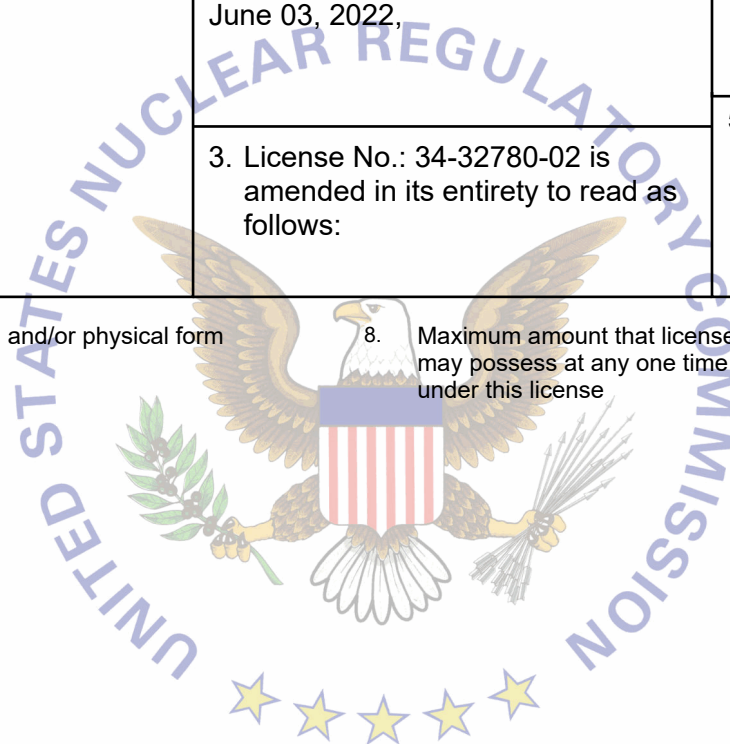 June 03, 2022,
3. License No.: 34-32780-02 is
amended in its entirety to read as
follows:
and/or physical form
8. Maximum amount that license
may possess at any one time
under this license
UNITED STATES NUCLEAR REGULATORY COMMISSION